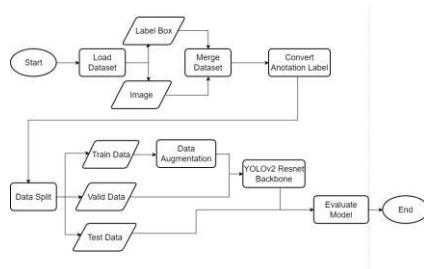 Label Box
Start
Load
Dataset
Merge
Dataset
Convert
Anotation Label
Image
Train Data
Data
Augmentation
YOLOv2 Resnet
Backbone
Data Split
Valid Data
Evaluate
Model
End
Test Data